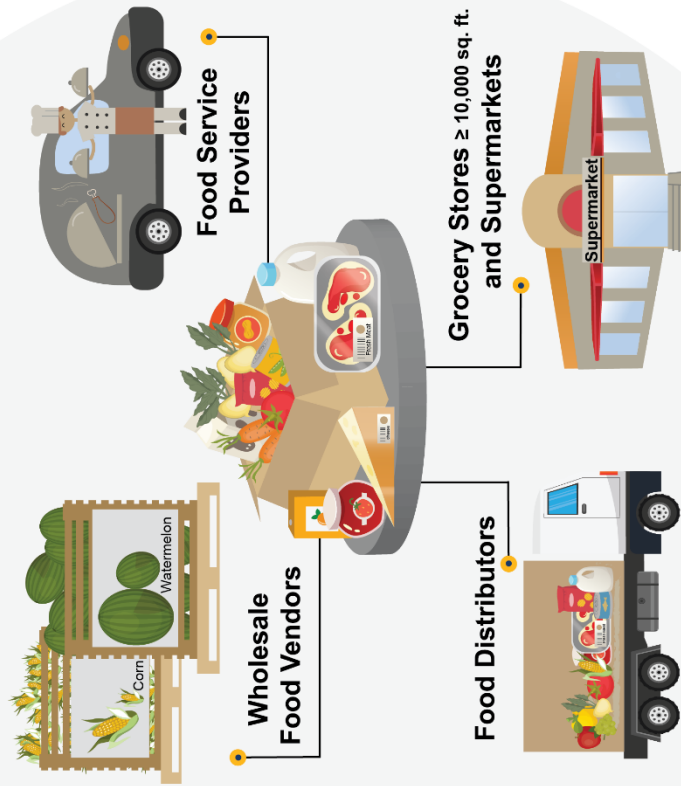 Corn
Watermelon
Wholesale
Food Vendors
Food Service
Providers
Fresh Meat
Food Distributors
Grocery Stores ≥ 10,000 sq. ft.
and Supermarkets
Supermarket